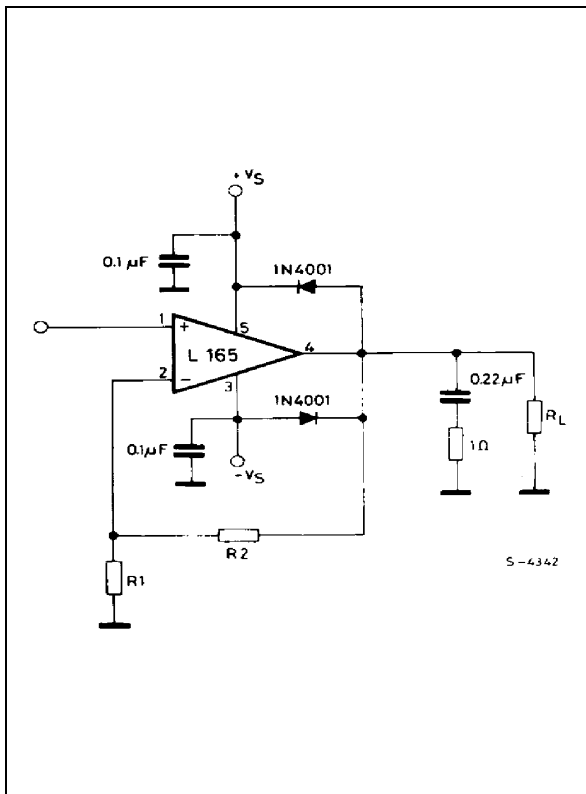 + VS
0.1 µF
1N4001
1
+
5
L 165
4
2
−
3
1N4001
0.22µF
RL
0.1µF
1Ω
−VS
R2
S-4342
R1